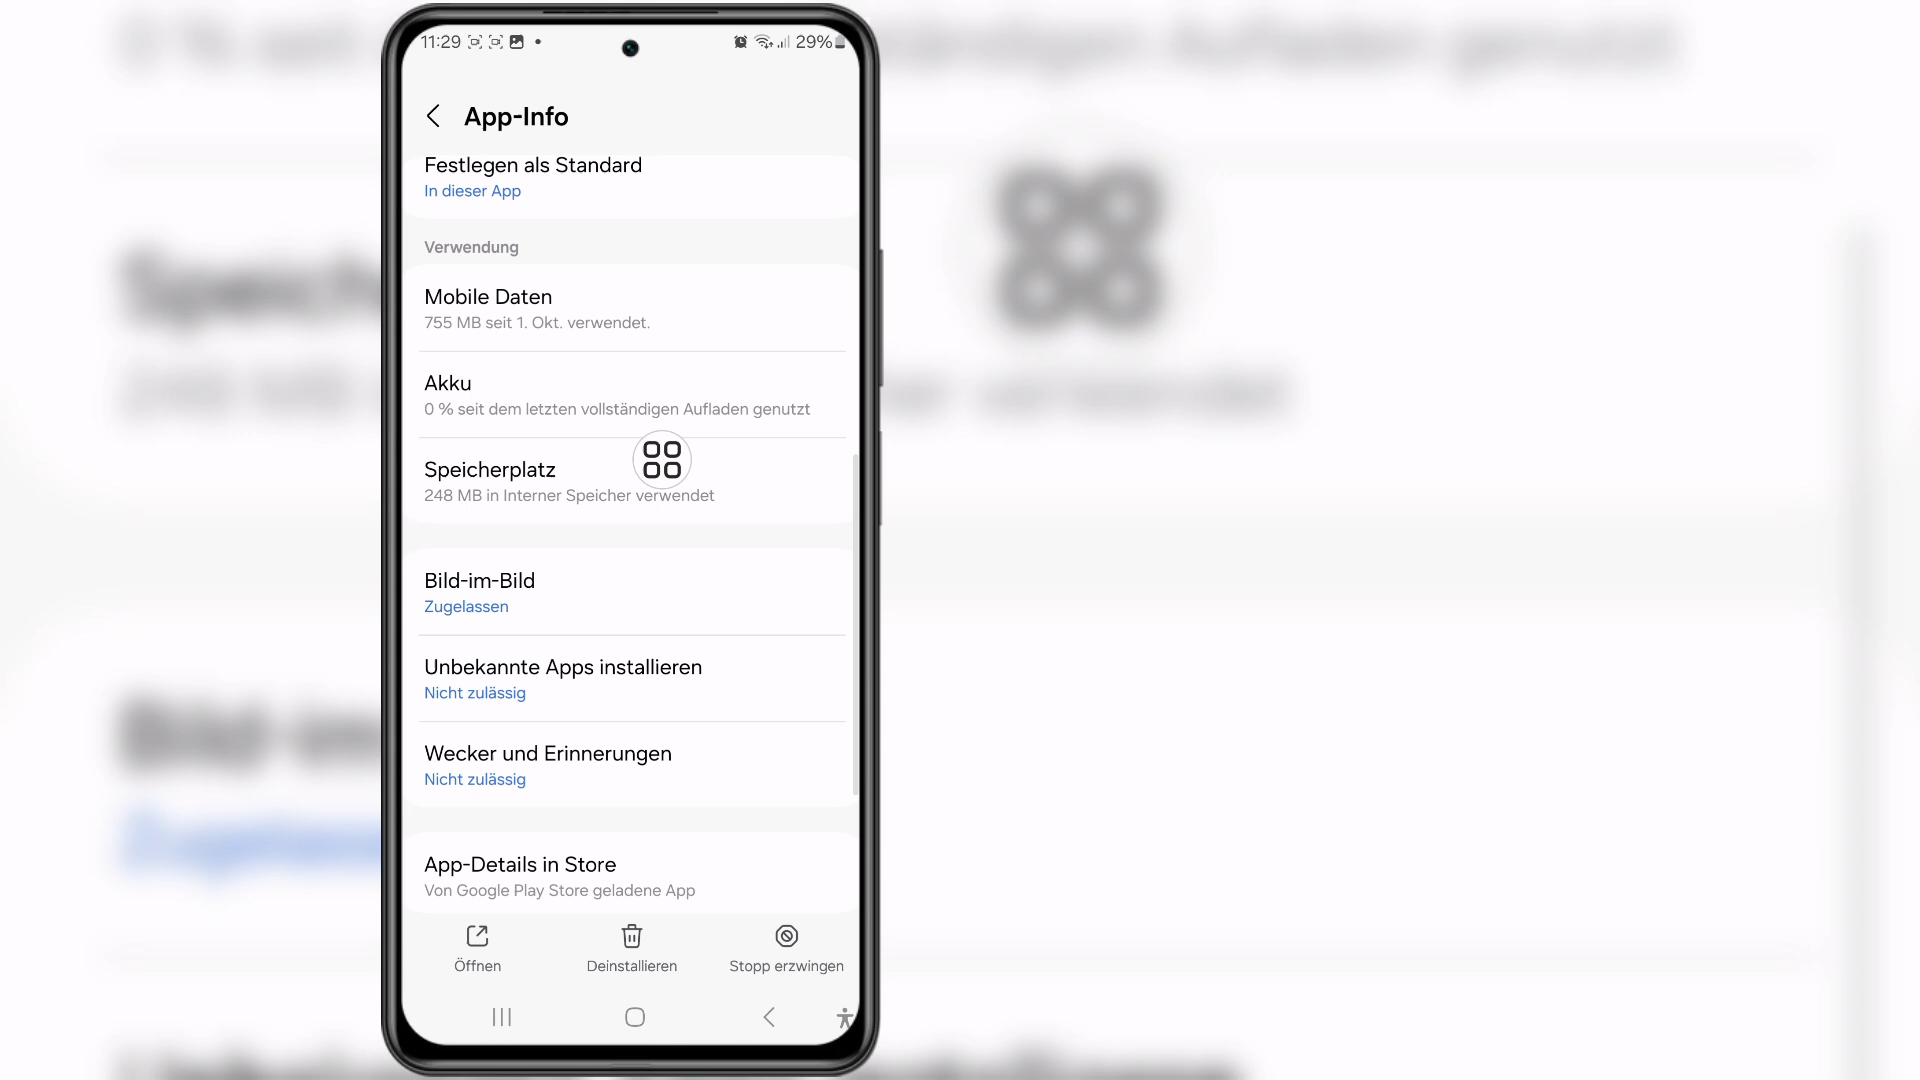 11:29
29%
App-Info
Festlegen als Standard
In dieser App
Verwendung
Mobile Daten
755 MB seit 1. Okt. verwendet.
Akku
0 % seit dem letzten vollständigen Aufladen genutzt
Speicherplatz
248 MB in Interner Speicher verwendet
Bild-im-Bild
Zugelassen
Unbekannte Apps installieren
Nicht zulässig
Wecker und Erinnerungen
Nicht zulässig
App-Details in Store
Von Google Play Store geladene App
Öffnen
Deinstallieren
Stopp erzwingen